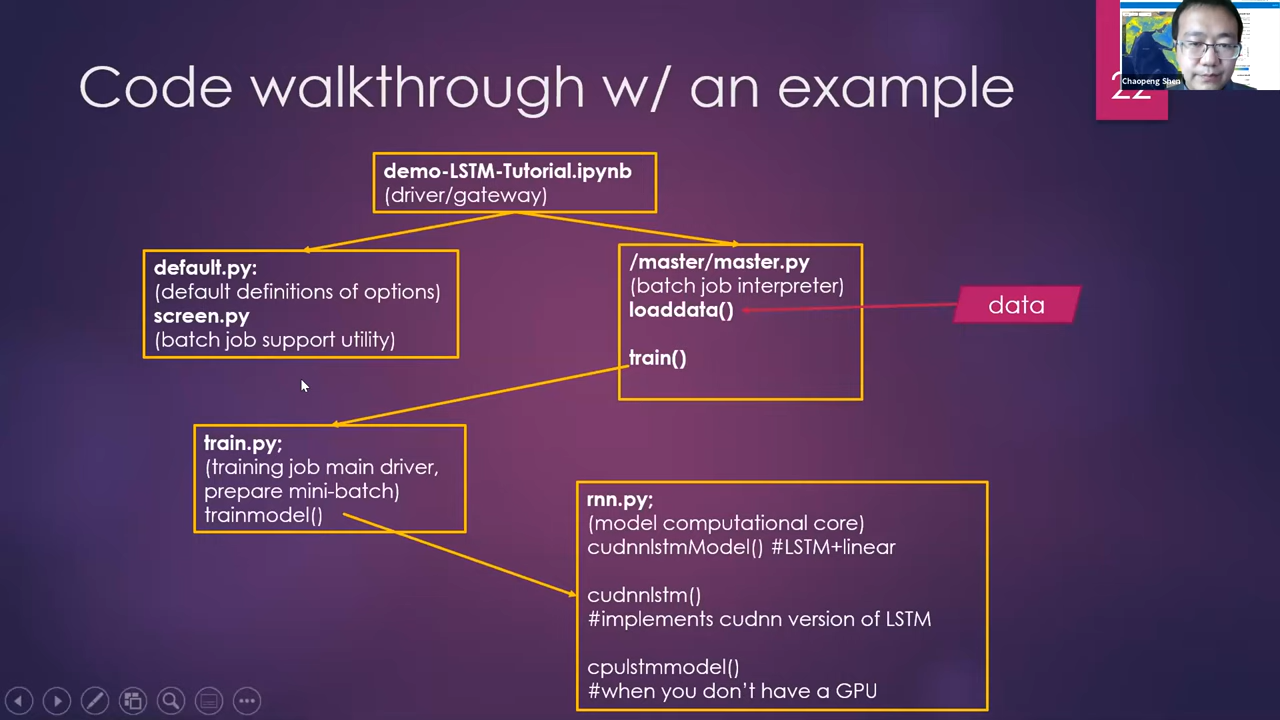 Code walkthrough w/ an example
Chaopeng Shen
22
demo-LSTM-Tutorial.ipynb
(driver/gateway)
default.py:
(default definitions of options)
screen.py
(batch job support utility)
/master/master.py
(batch job interpreter)
loaddata()
train()
data
train.py;
(training job main driver,
prepare mini-batch)
trainmodel()
rnn.py;
(model computational core)
cudnnlstmModel() #LSTM+linear
cudnnlstm()
#implements cudnn version of LSTM
cpulstmmodel()
#when you don't have a GPU